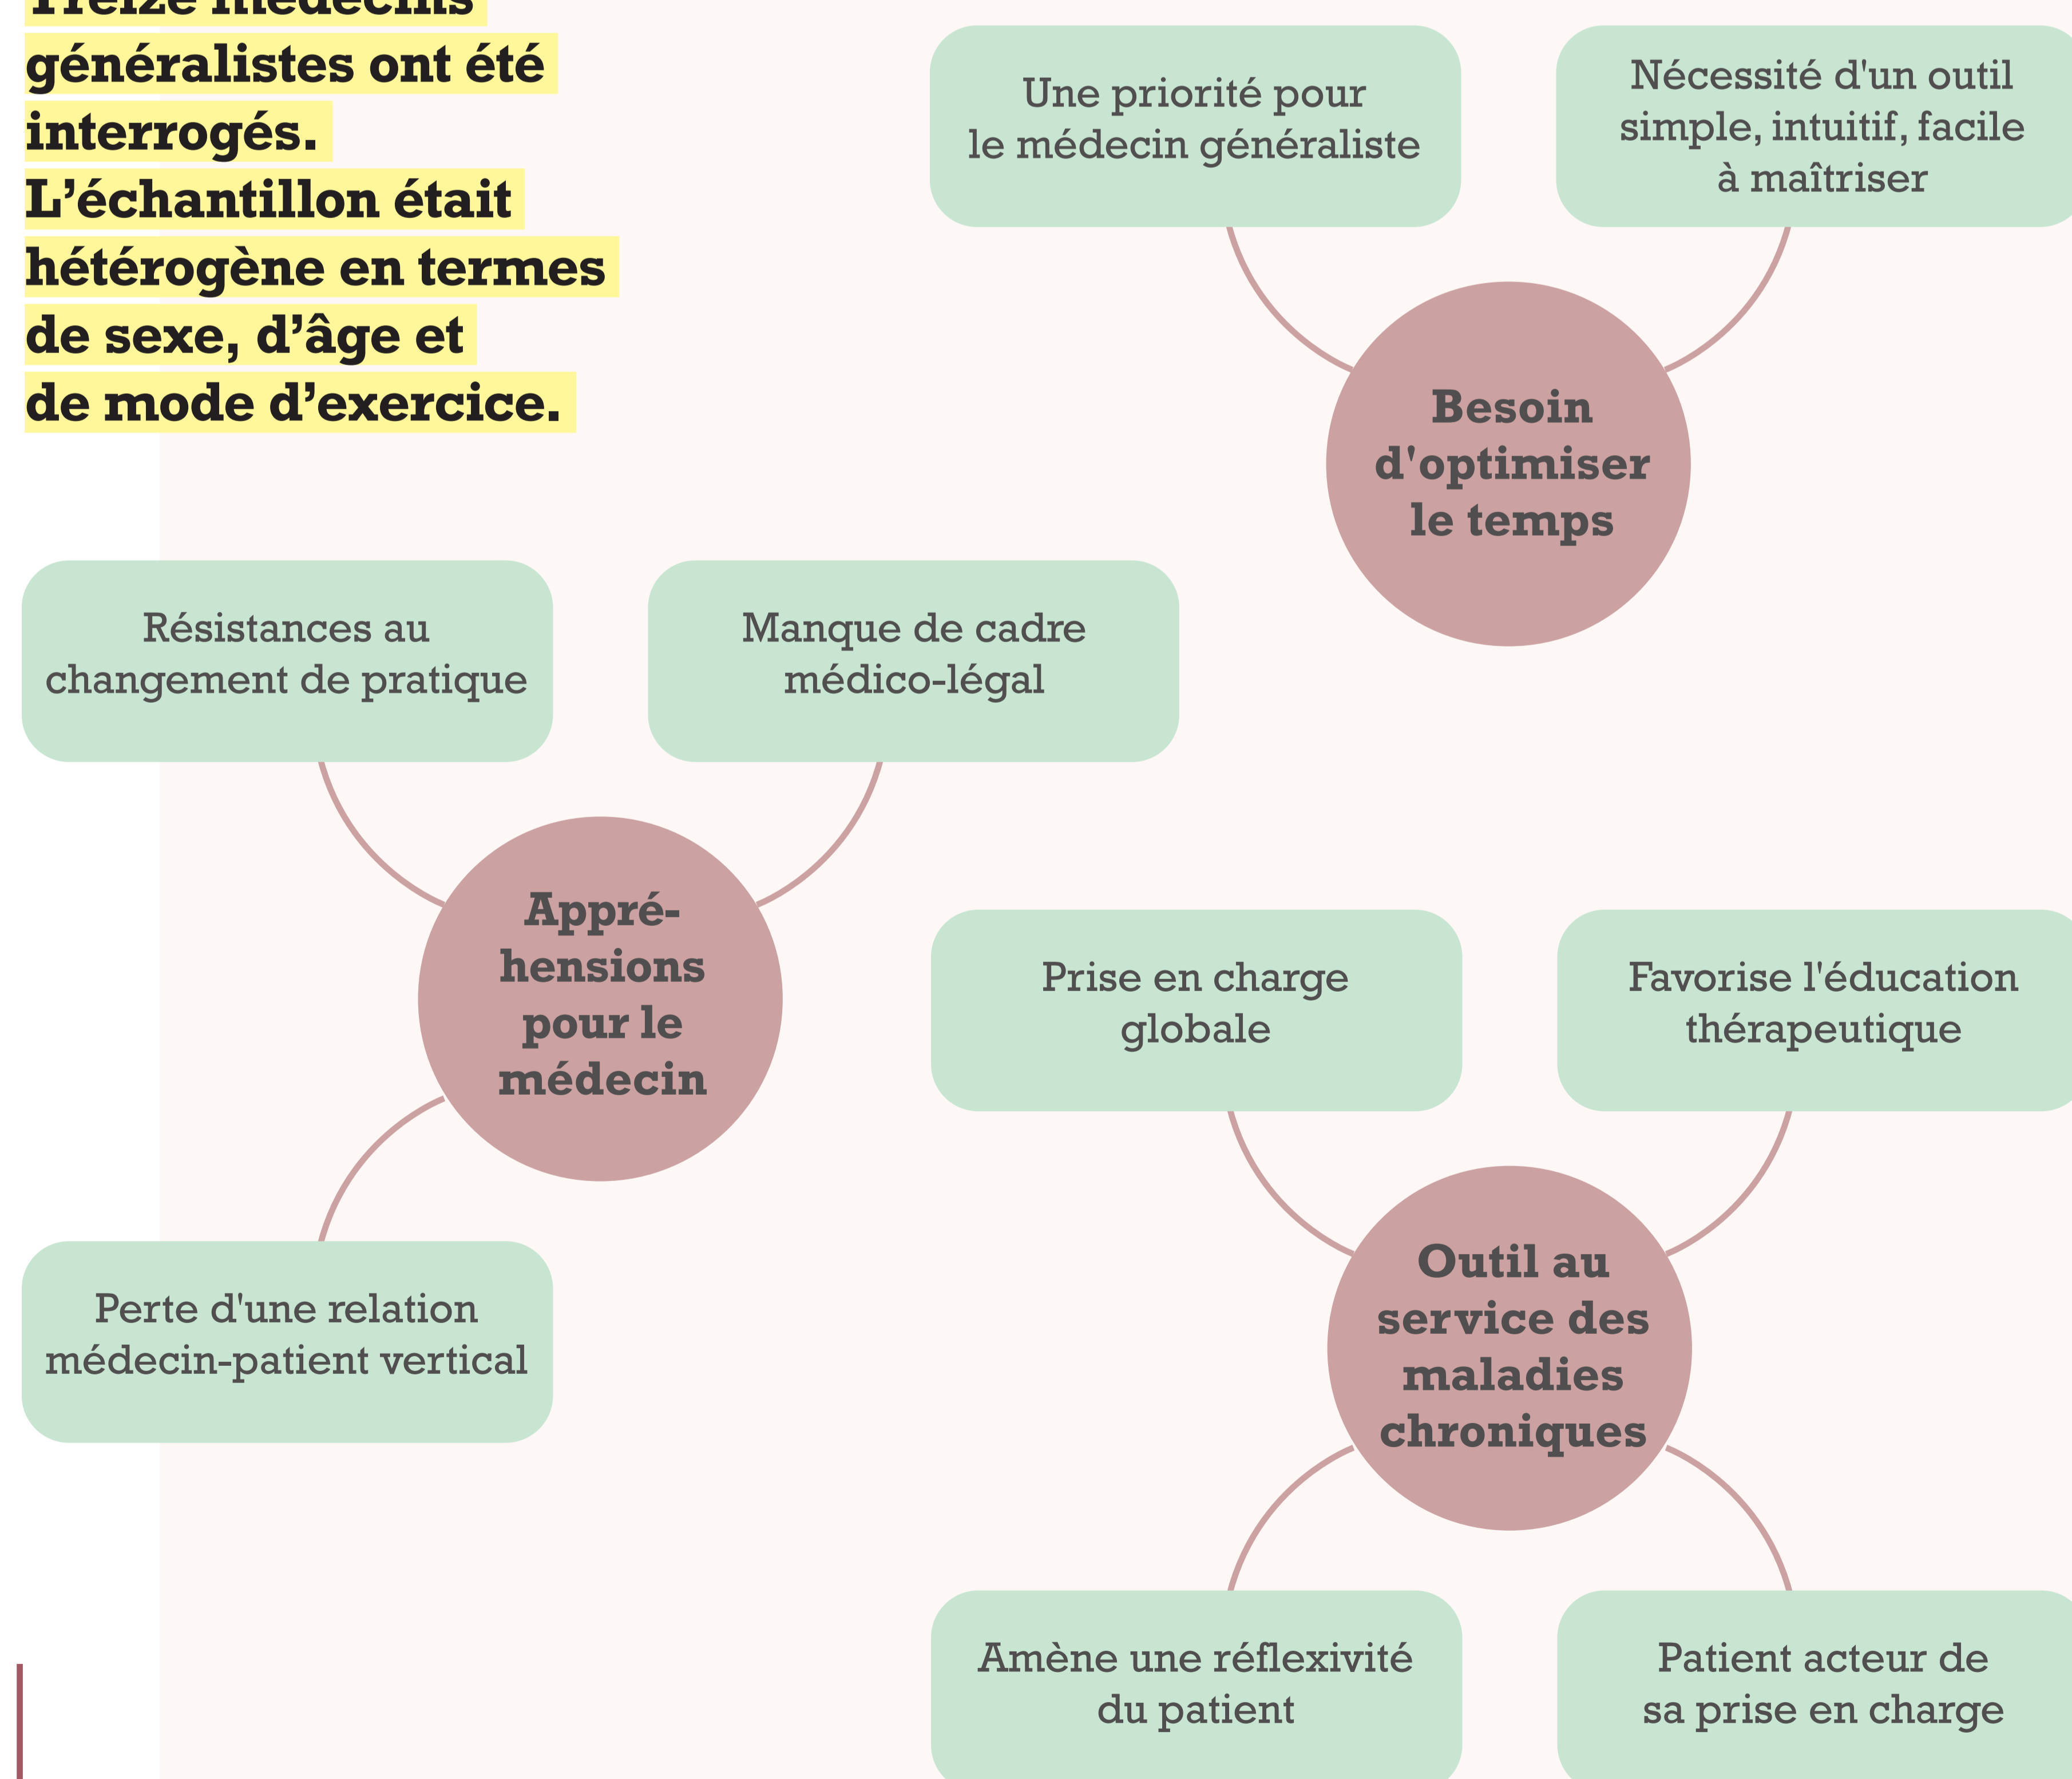 Treize médecins
généralistes ont été
interrogés.
L’échantillon était
hétérogène en termes
de sexe, d’âge et
de mode d’exercice.
Une priorité pour
le médecin généraliste
Nécessité d'un outil
simple, intuitif, facile
à maîtriser
Besoin
d'optimiser
le temps
Résistances au
changement de pratique
Manque de cadre
médico-légal
Appré-
hensions
pour le
médecin
Perte d'une relation
médecin-patient vertical
Prise en charge
globale
Favorise l'éducation
thérapeutique
Outil au
service des
maladies
chroniques
Anène une réflexivité
du patient
Patient acteur de
sa prise en charge